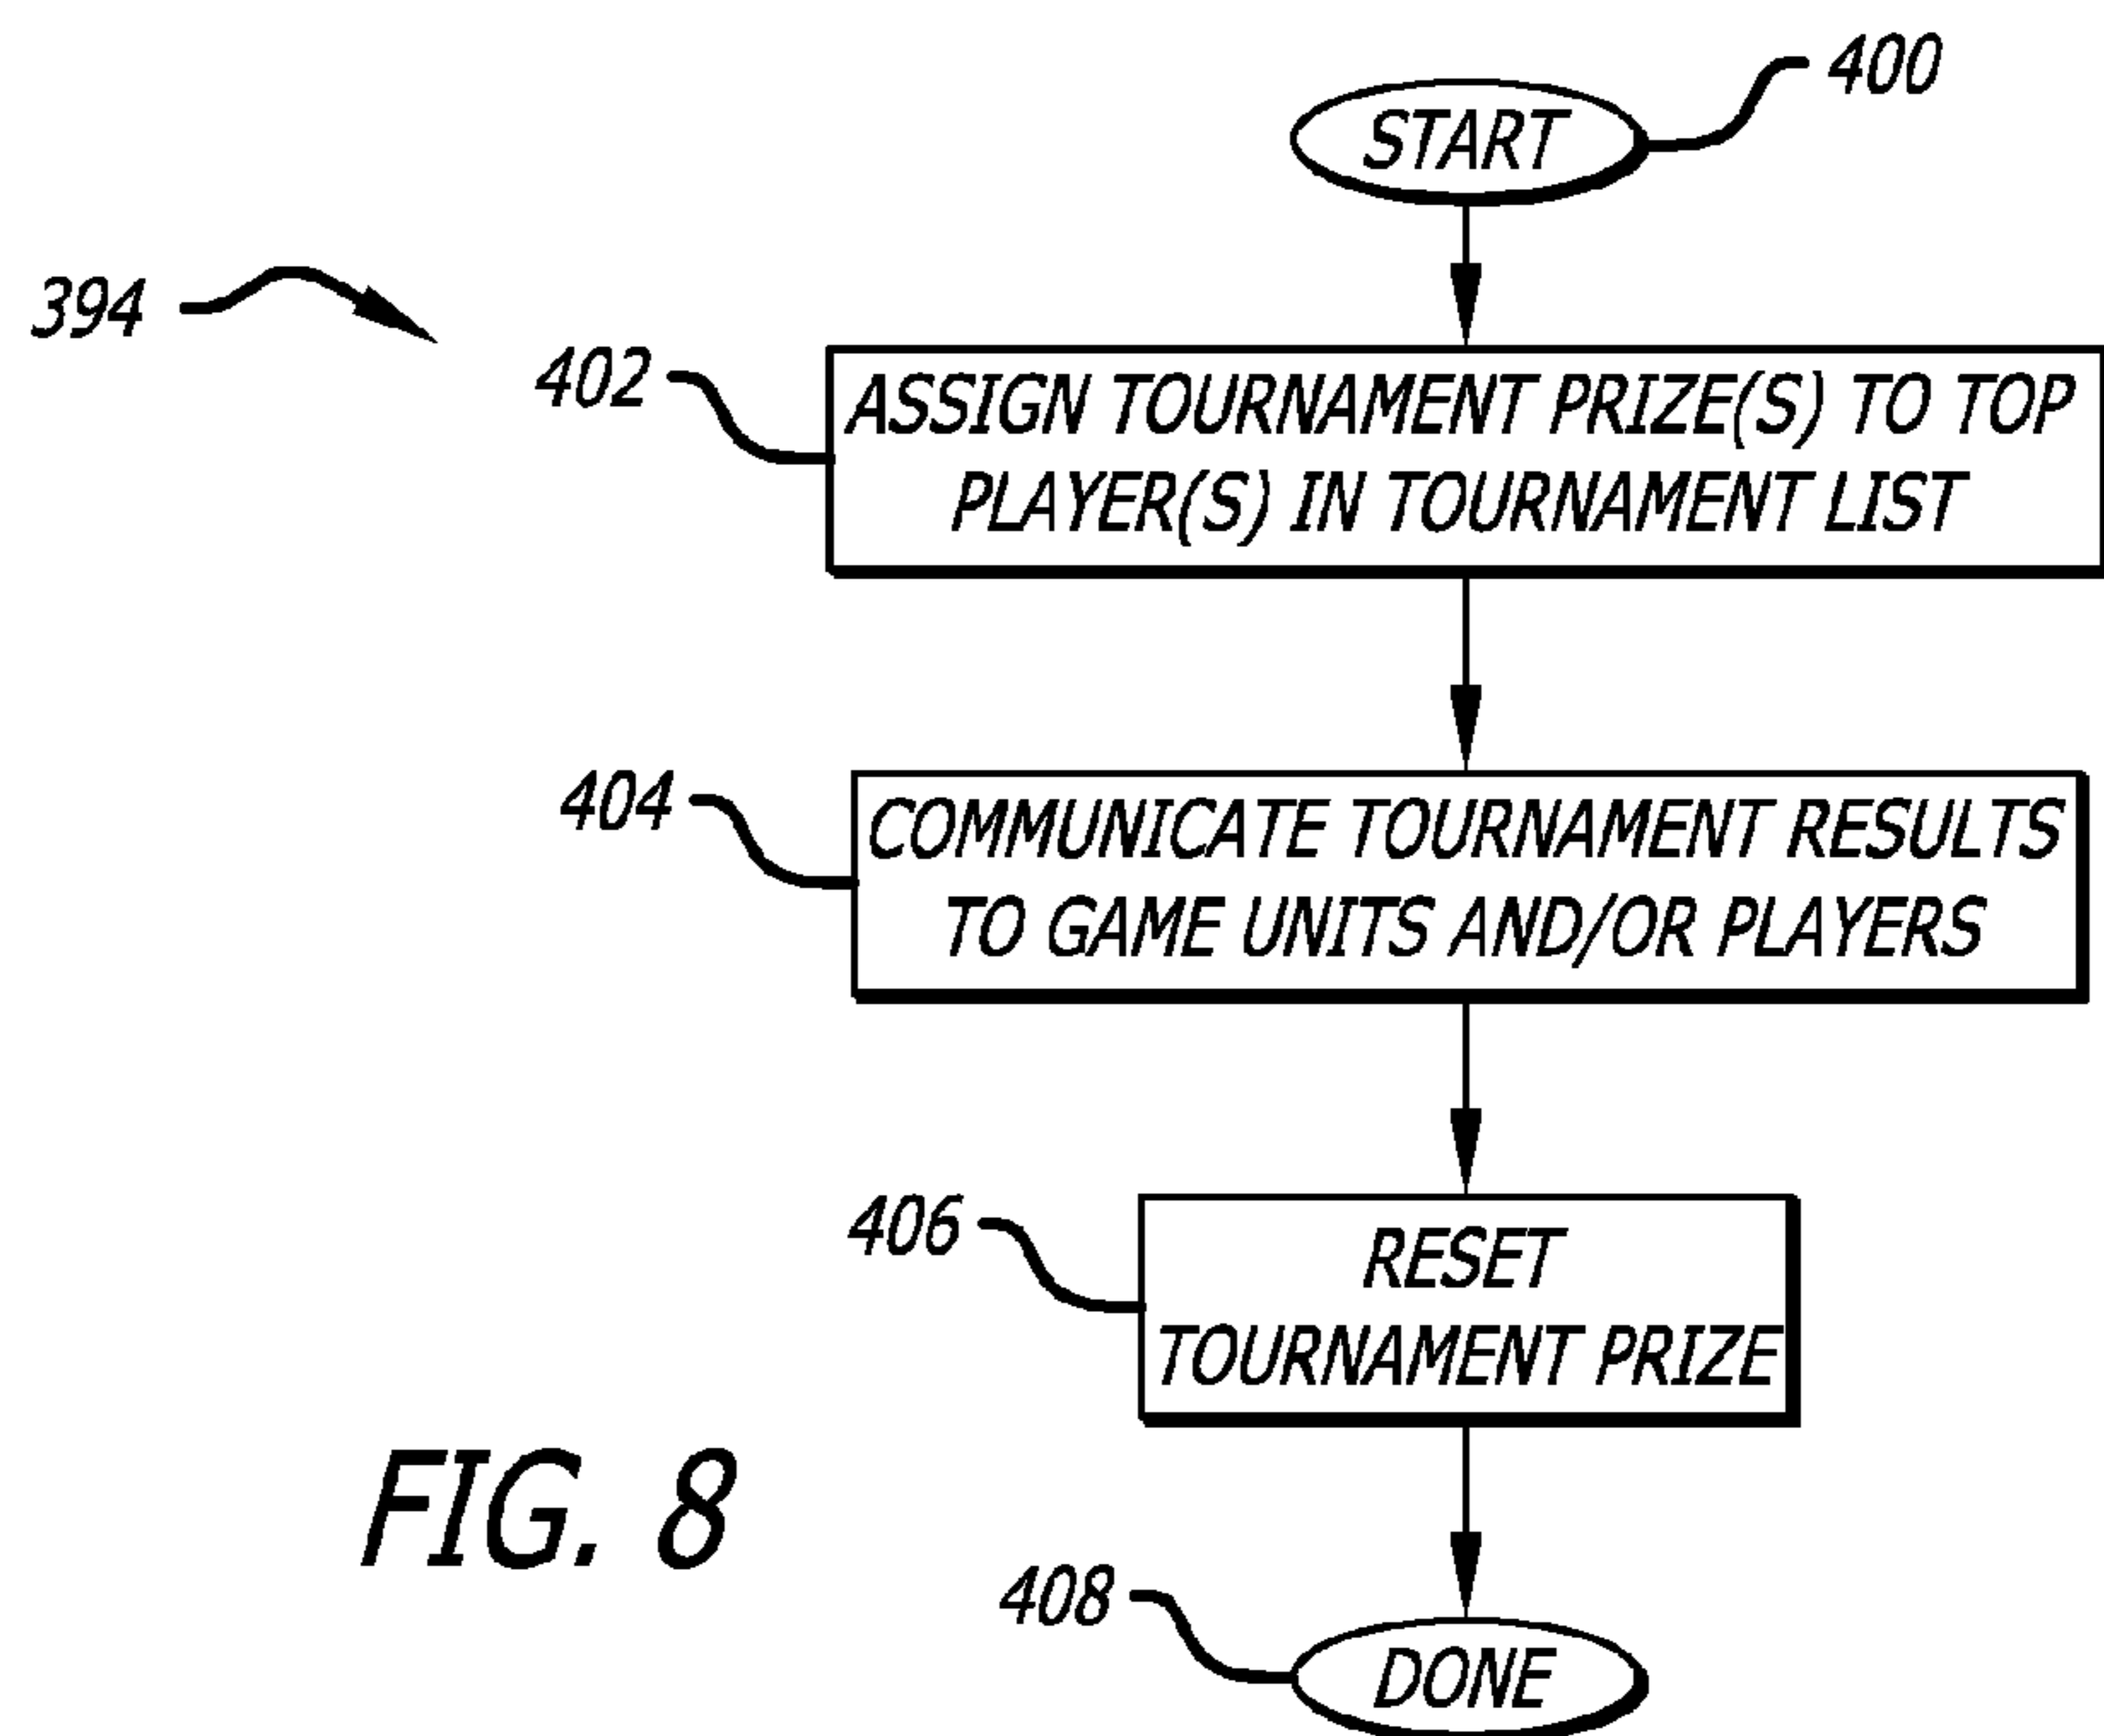 400
START
394
402
ASSIGN TOURNAMENT PRIZE(S) TO TOP
PLAYER(S) IN TOURNAMENT LIST
404
COMMUNICATE TOURNAMENT RESULTS
TO GAME UNITS AND/OR PLAYERS
406
RESET
TOURNAMENT PRIZE
FIG. 8
408
DONE